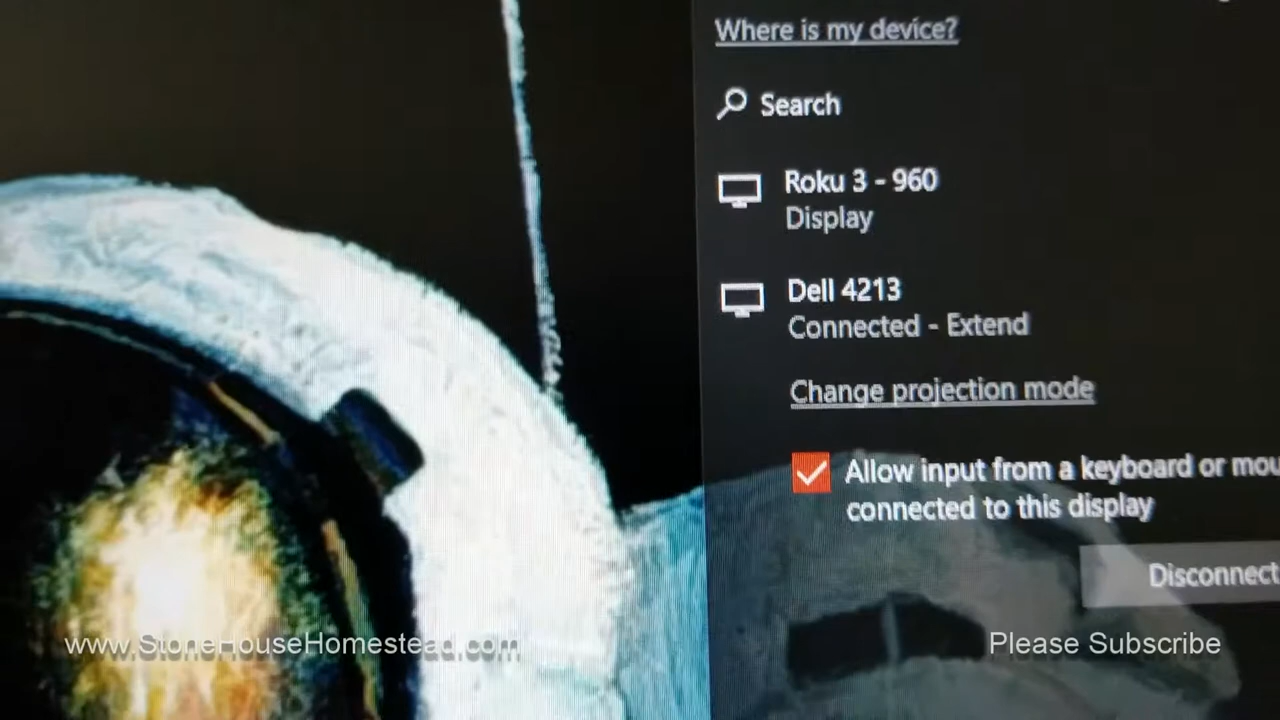 Where is my device?
Search
Roku 3 - 960
Display
Dell 4213
Connected - Extend
Change projection mode
Allow input from a keyboard or mou
connected to this display
Disconnect
www.StoneHouseHomestead.com
Please Subscribe